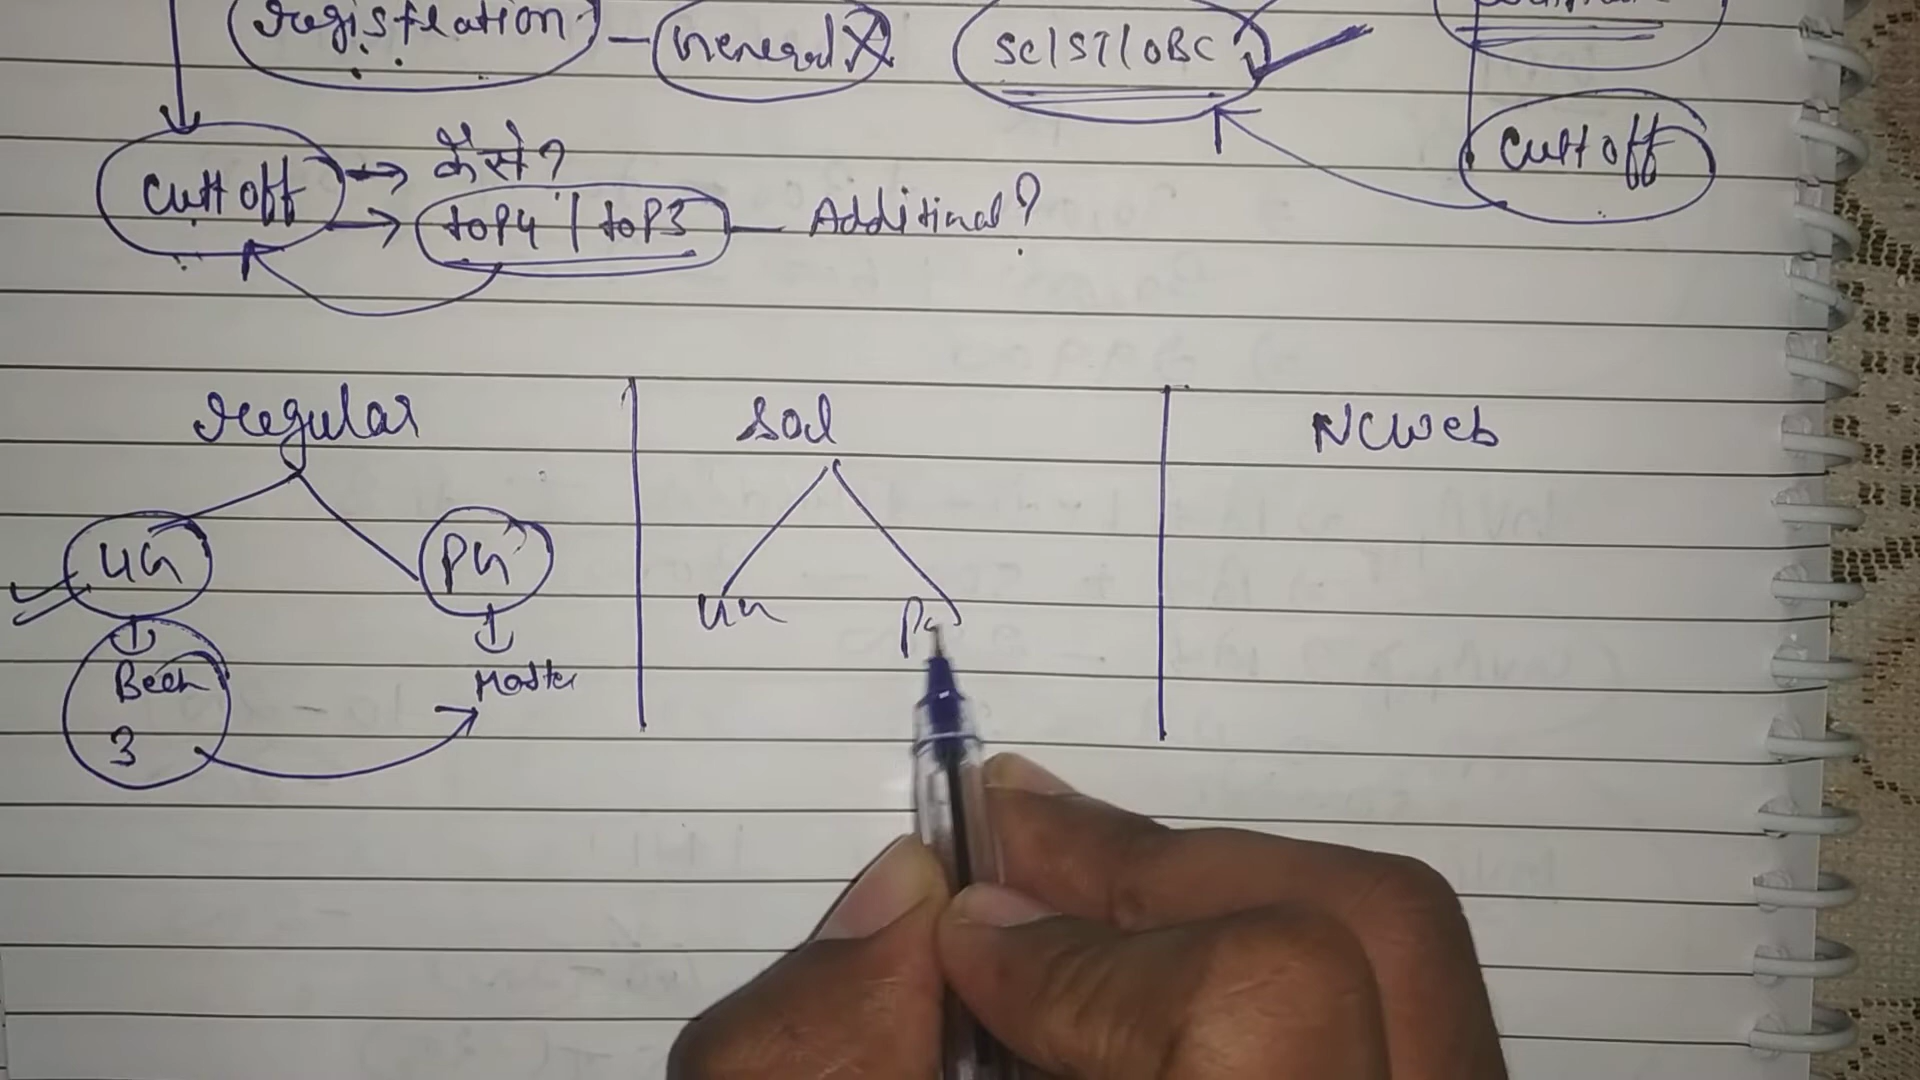 registration – General X SC/ST/OBC
Cutt off → कैसे? Cutt off
→ top4 / top3 — Additinal?
regular Sol NCWeb
UG PG UG PG
Bech Master
3